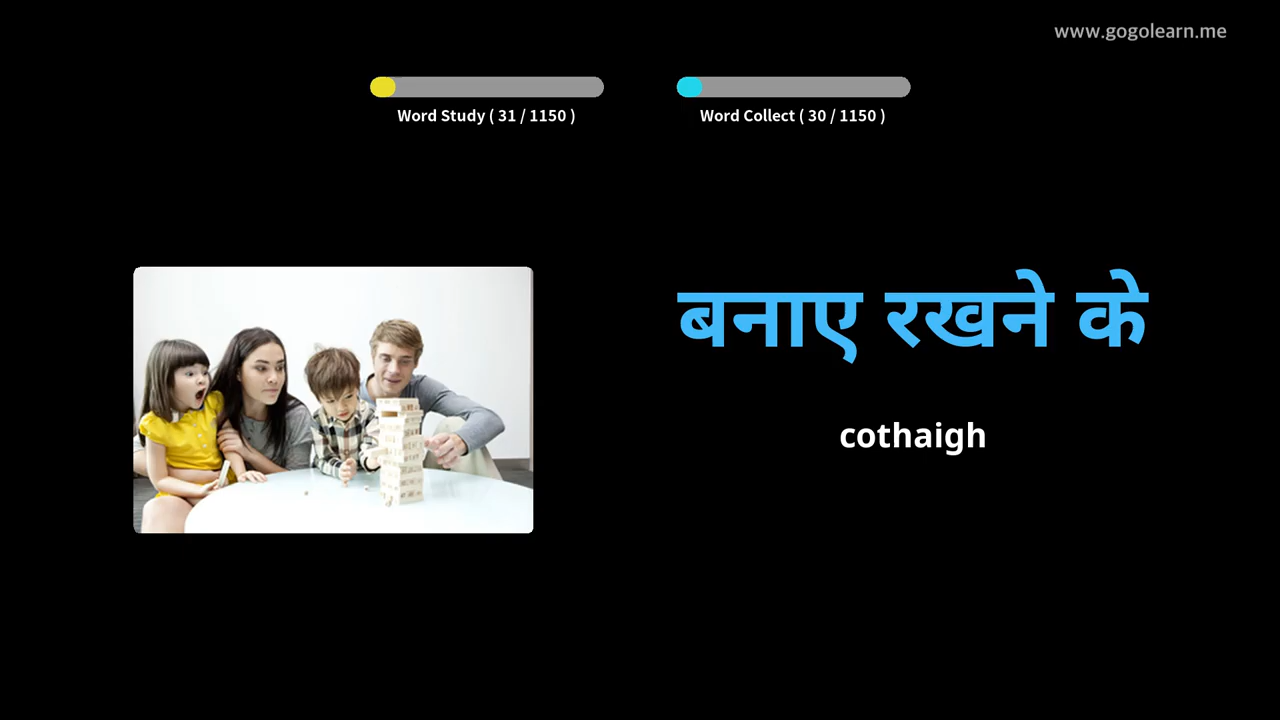 www.gogolearn.me
Word Study ( 31 / 1150 )
Word Collect ( 30 / 1150 )
बनाए रखने के
cothaigh